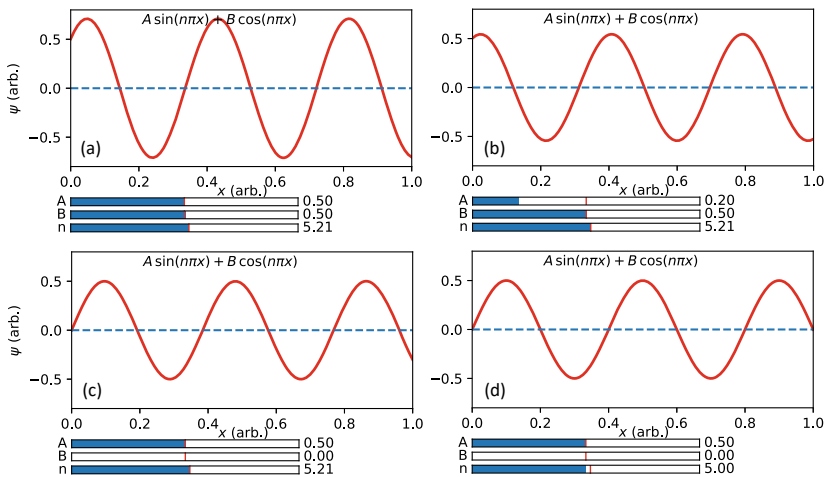 A sin(nπx) + B cos(nπx)
0.5
0.0
−0.5
ψ (arb.)
(a)
0.0 0.2 0.4 0.6 0.8 1.0
x (arb.)
A 0.50
B 0.50
n 5.21
A sin(nπx) + B cos(nπx)
0.5
0.0
−0.5
(b)
0.0 0.2 0.4 0.6 0.8 1.0
x (arb.)
A 0.20
B 0.50
n 5.21
A sin(nπx) + B cos(nπx)
0.5
0.0
−0.5
ψ (arb.)
(c)
0.0 0.2 0.4 0.6 0.8 1.0
x (arb.)
A 0.50
B 0.00
n 5.21
A sin(nπx) + B cos(nπx)
0.5
0.0
−0.5
(d)
0.0 0.2 0.4 0.6 0.8 1.0
x (arb.)
A 0.50
B 0.00
n 5.00